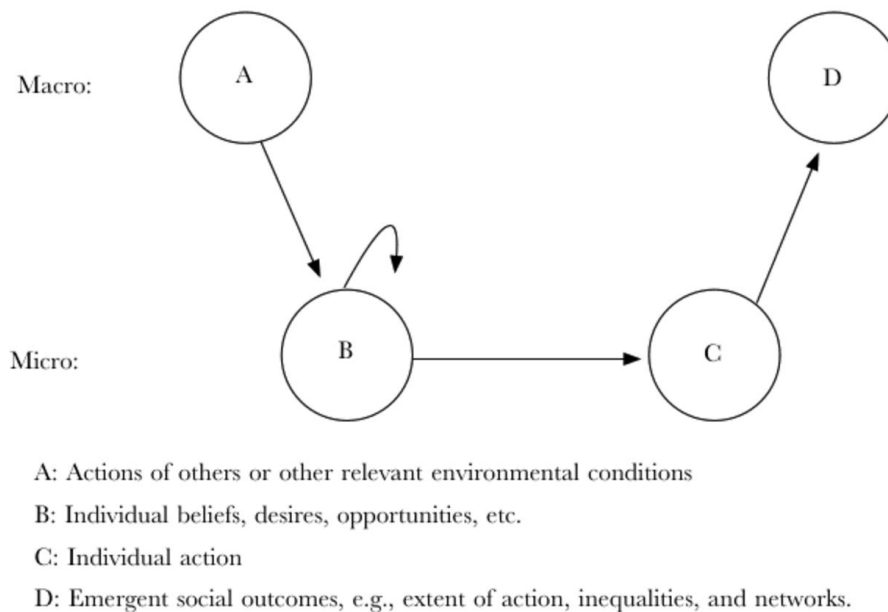 Macro:
A
D
Micro:
B
C
A: Actions of others or other relevant environmental conditions
B: Individual beliefs, desires, opportunities, etc.
C: Individual action
D: Emergent social outcomes, e.g., extent of action, inequalities, and networks.